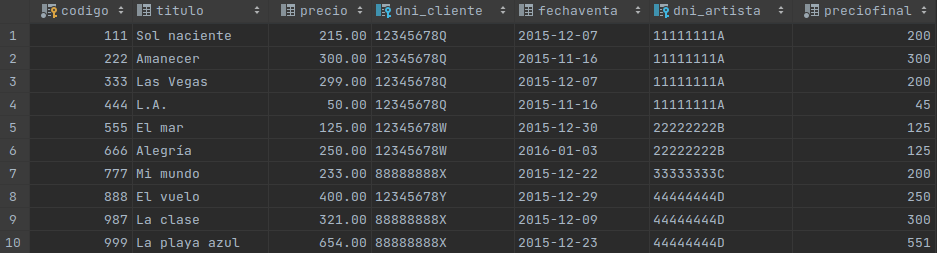 codigo titulo precio dni_cliente fechaventa dni_artista preciofinal
1 111 Sol naciente 215.00 12345678Q 2015-12-07 11111111A 200
2 222 Amanecer 300.00 12345678Q 2015-11-16 11111111A 300
3 333 Las Vegas 299.00 12345678Q 2015-12-07 11111111A 200
4 444 L.A. 50.00 12345678Q 2015-11-16 11111111A 45
5 555 El mar 125.00 12345678W 2015-12-30 22222222B 125
6 666 Alegría 250.00 12345678W 2016-01-03 22222222B 125
7 777 Mi mundo 233.00 88888888X 2015-12-22 33333333C 200
8 888 El vuelo 400.00 12345678Y 2015-12-29 44444444D 250
9 987 La clase 321.00 88888888X 2015-12-09 44444444D 300
10 999 La playa azul 654.00 88888888X 2015-12-23 44444444D 551